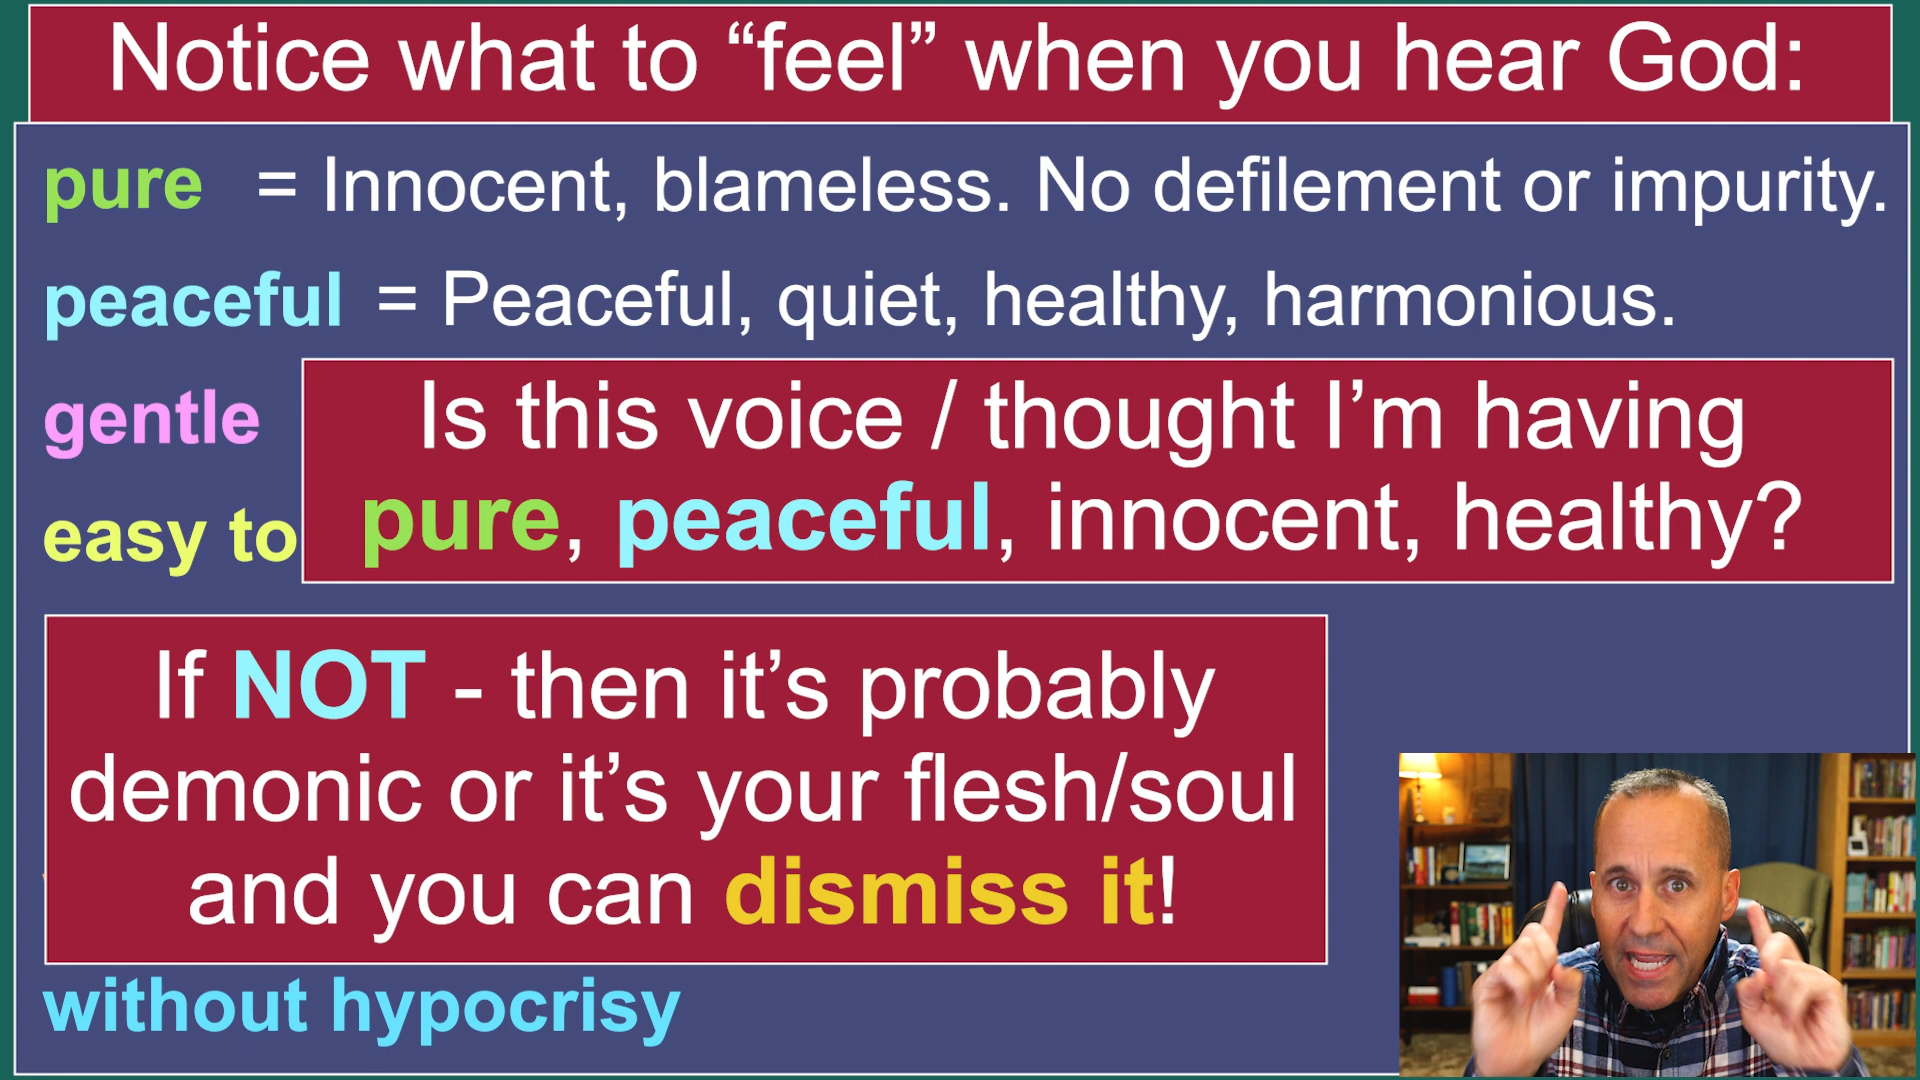 Notice what to “feel” when you hear God:
pure = Innocent, blameless. No defilement or impurity.
peaceful = Peaceful, quiet, healthy, harmonious.
gentle
Is this voice / thought I’m having
easy to
pure, peaceful, innocent, healthy?
If NOT - then it’s probably
demonic or it’s your flesh/soul
and you can dismiss it!
without hypocrisy